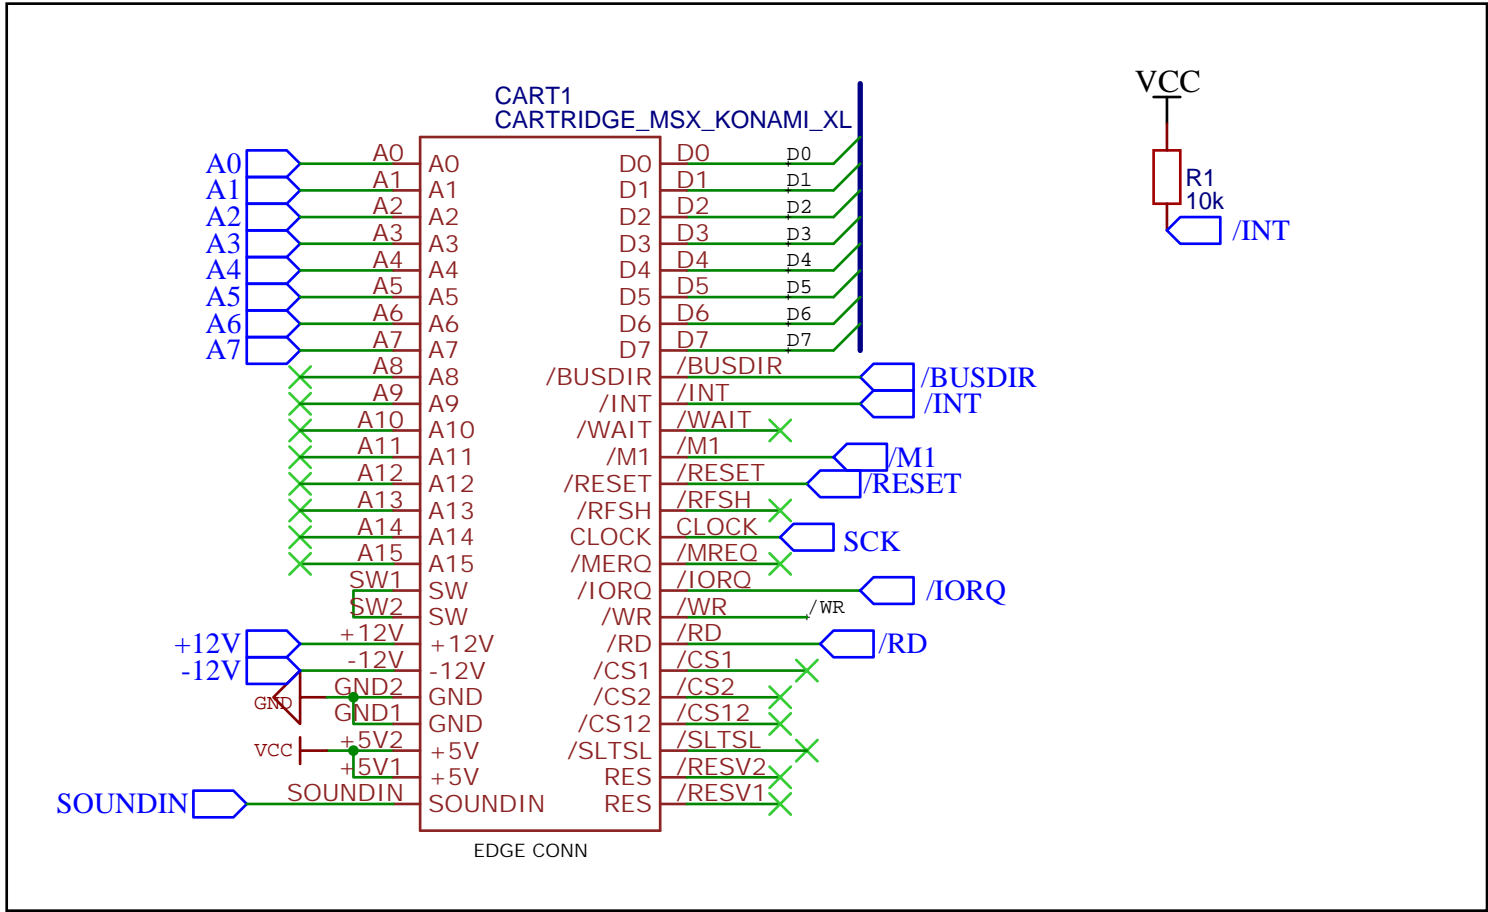 CART1
CARTRIDGE_MSX_KONAMI_XL
VCC
R1
10k
/INT
A0 A0 A0 D0 D0 D0
A1 A1 A1 D1 D1 D1
A2 A2 A2 D2 D2 D2
A3 A3 A3 D3 D3 D3
A4 A4 A4 D4 D4 D4
A5 A5 A5 D5 D5 D5
A6 A6 A6 D6 D6 D6
A7 A7 A7 D7 D7 D7
A8 A8 /BUSDIR /BUSDIR /BUSDIR
A9 A9 /INT /INT /INT
A10 A10 /WAIT /WAIT
A11 A11 /M1 /M1 /M1
A12 A12 /RESET /RESET /RESET
A13 A13 /RFSH /RFSH
A14 A14 CLOCK CLOCK SCK
A15 A15 /MERQ /MREQ
SW1 SW /IORQ /IORQ /IORQ
SW2 SW /WR /WR /WR
+12V +12V +12V /RD /RD /RD
-12V -12V -12V /CS1 /CS1
GND GND2 GND /CS2 /CS2
GND1 GND /CS12 /CS12
VCC +5V2 +5V /SLTSL /SLTSL
+5V1 +5V RES /RESV2
SOUNDIN SOUNDIN SOUNDIN RES /RESV1
EDGE CONN